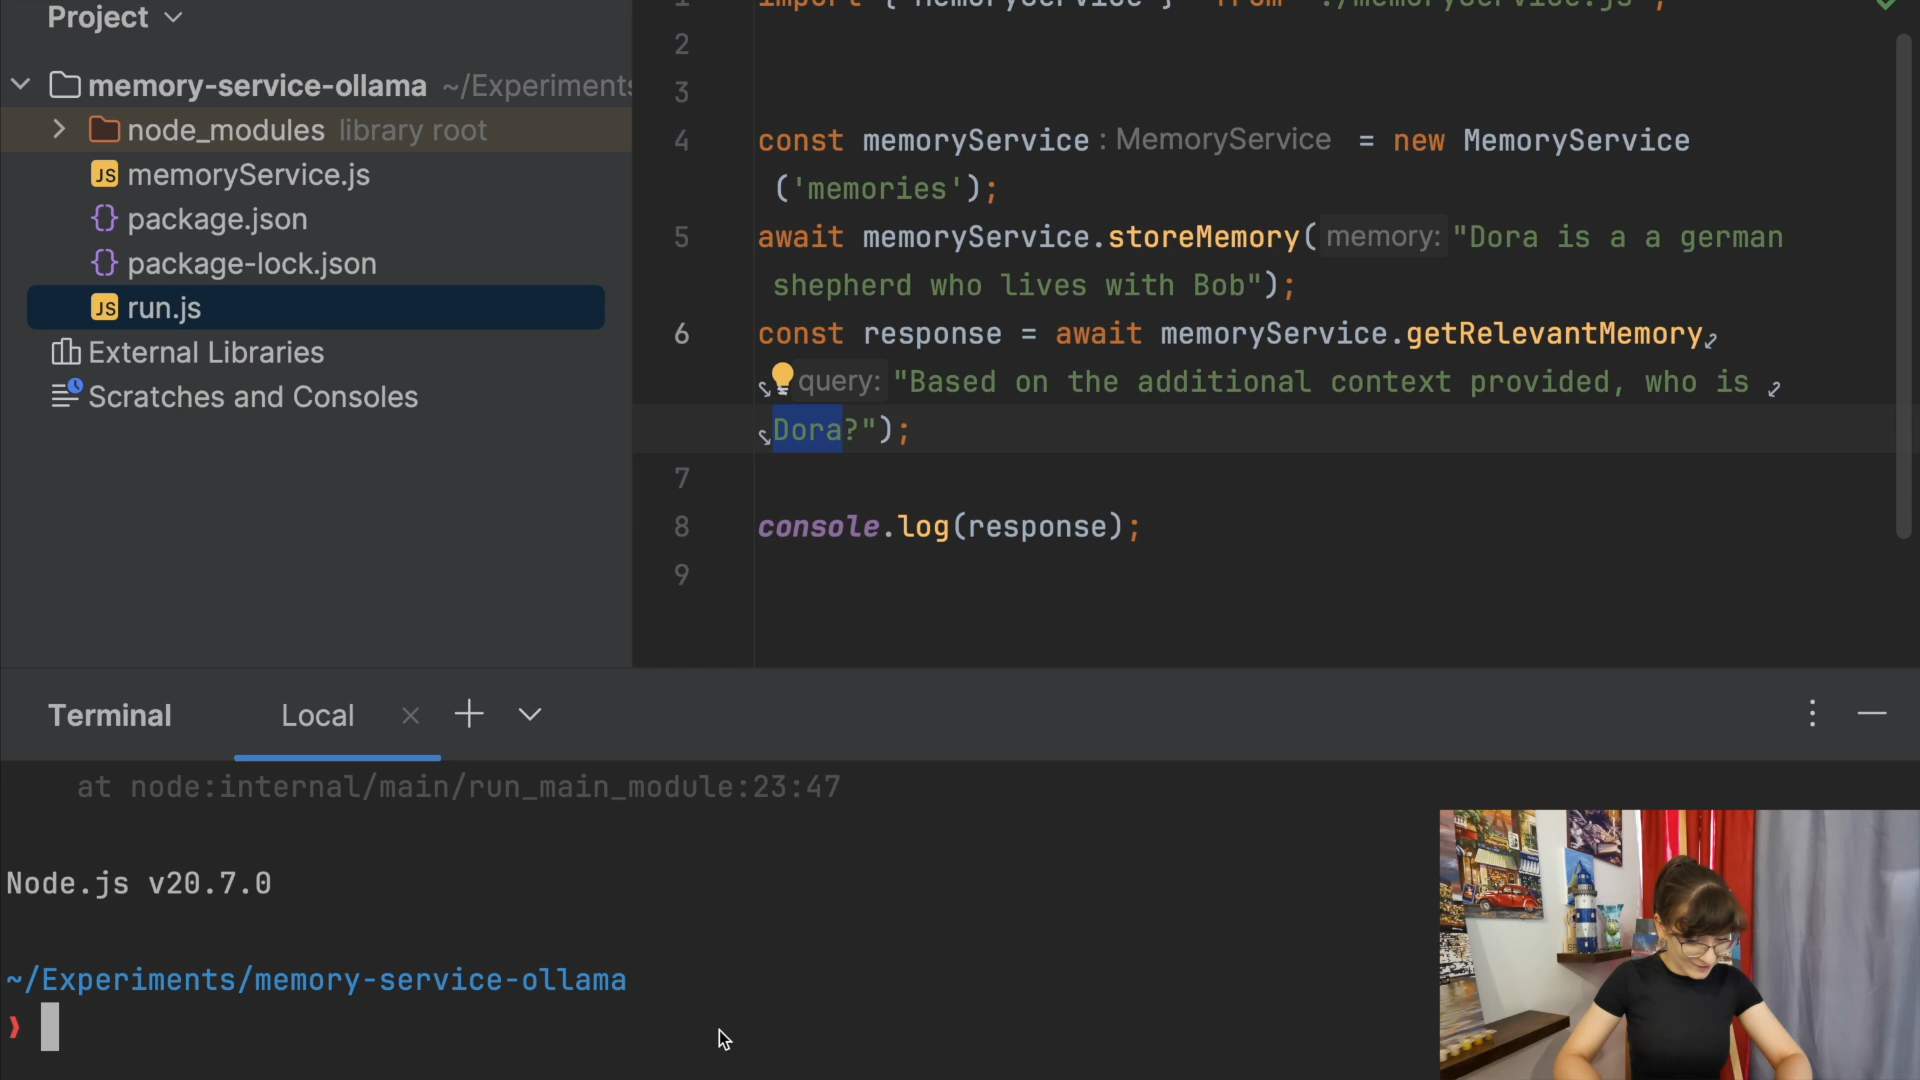 Project
memory-service-ollama ~/Experiments
node_modules library root
JS memoryService.js
{} package.json
{} package-lock.json
JS run.js
External Libraries
Scratches and Consoles
1 import { MemoryService } from './memoryService.js';
2
3
4 const memoryService : MemoryService = new MemoryService
('memories');
5 await memoryService.storeMemory( memory: "Dora is a a german
shepherd who lives with Bob");
6 const response = await memoryService.getRelevantMemory
query: "Based on the additional context provided, who is
Dora?");
7
8 console.log(response);
9
Terminal Local
at node:internal/main/run_main_module:23:47
Node.js v20.7.0
~/Experiments/memory-service-ollama
❯